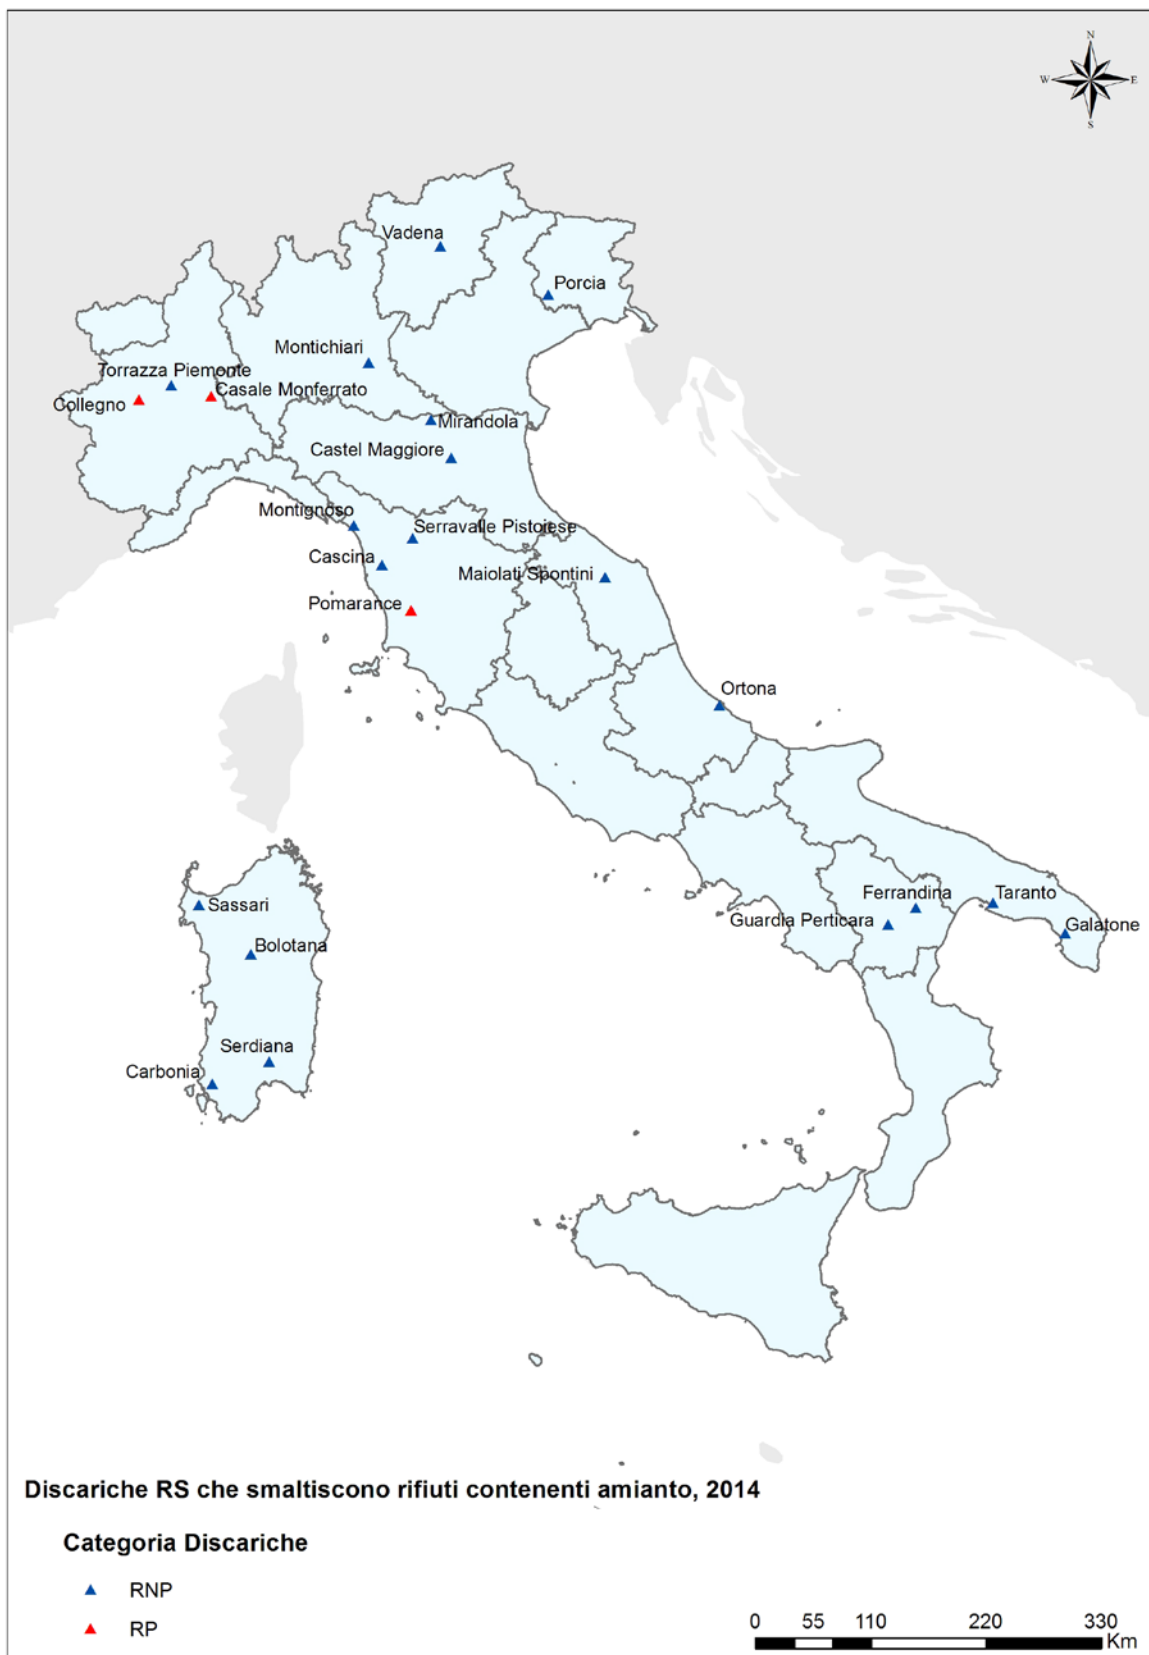 N
W E
S
Vadena
Porcia
Montichiari
Torrazza Piemonte
Casale Monferrato
Collegno
Mirandola
Castel Maggiore
Montignoso
Serravalle Pistoiese
Cascina
Maiolati Spontini
Pomarance
Ortona
Sassari
Ferrandina
Taranto
Guardia Perticara
Galatone
Bolotana
Serdiana
Carbonia
Discariche RS che smaltiscono rifiuti contenenti amianto, 2014
Categoria Discariche
RNP
RP
0 55 110 220 330
Km